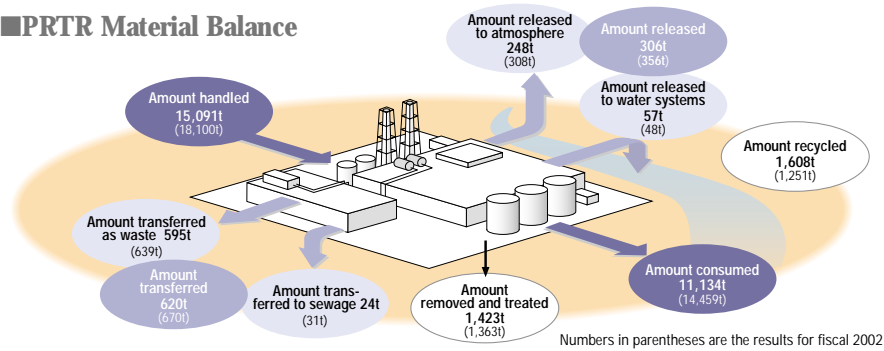 ■PRTR Material Balance
Amount released
to atmosphere
248t
(308t)
Amount released
306t
(356t)
Amount released
to water systems
57t
(48t)
Amount handled
15,091t
(18,100t)
Amount recycled
1,608t
(1,251t)
Amount transferred
as waste 595t
(639t)
Amount
transferred
620t
(670t)
Amount trans-
ferred to sewage 24t
(31t)
Amount
removed and treated
1,423t
(1,363t)
Amount consumed
11,134t
(14,459t)
Numbers in parentheses are the results for fiscal 2002